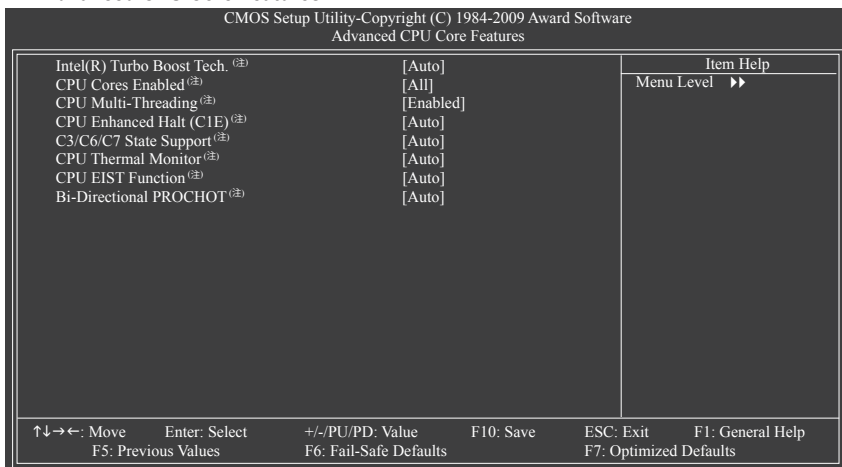 CMOS Setup Utility-Copyright (C) 1984-2009 Award Software
Advanced CPU Core Features
Intel(R) Turbo Boost Tech. (注) [Auto] Item Help
CPU Cores Enabled (注) [All] Menu Level ▶▶
CPU Multi-Threading (注) [Enabled]
CPU Enhanced Halt (C1E) (注) [Auto]
C3/C6/C7 State Support (注) [Auto]
CPU Thermal Monitor (注) [Auto]
CPU EIST Function (注) [Auto]
Bi-Directional PROCHOT (注) [Auto]
↑↓→←: Move Enter: Select +/-/PU/PD: Value F10: Save ESC: Exit F1: General Help
F5: Previous Values F6: Fail-Safe Defaults F7: Optimized Defaults